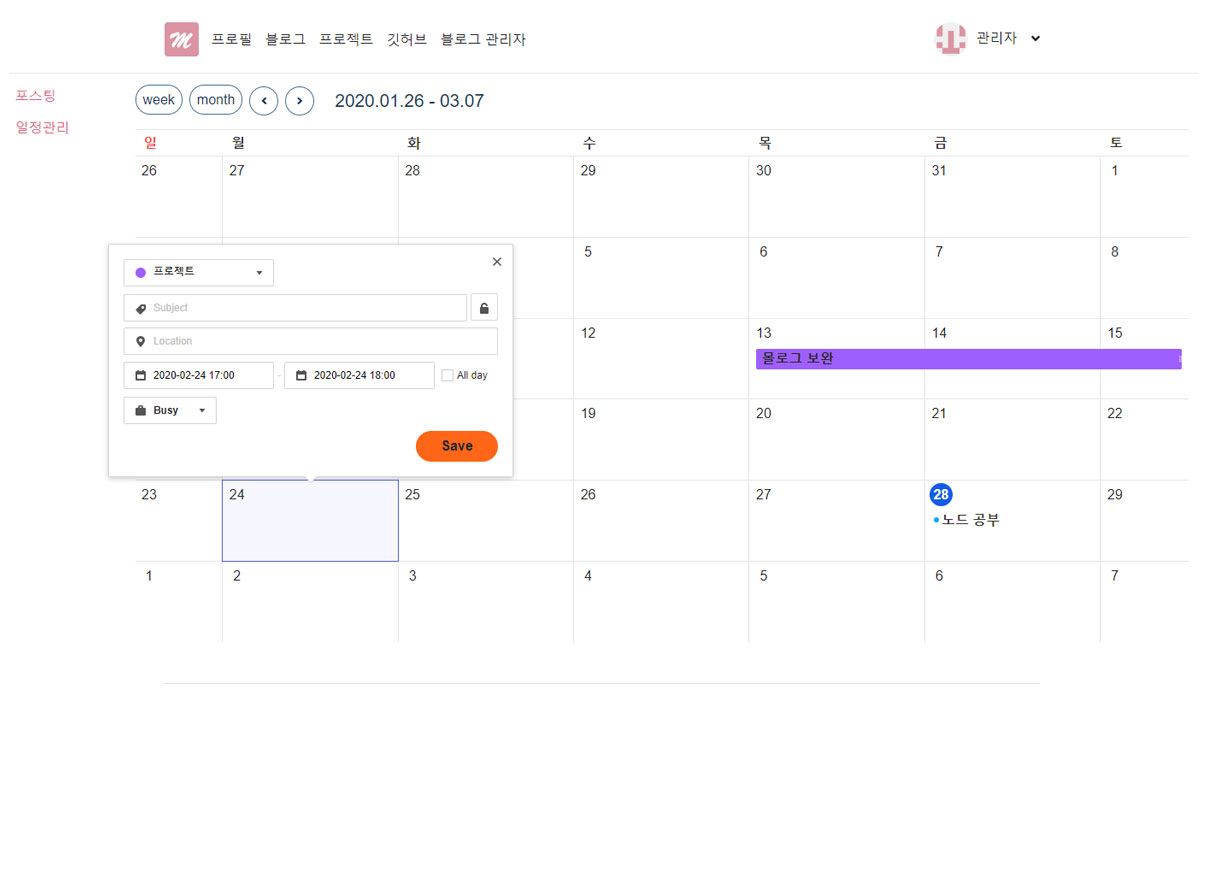 M 프로필 블로그 프로젝트 깃허브 블로그 관리자 관리자
포스팅
일정관리
week month 2020.01.26 - 03.07
일 월 화 수 목 금 토
26 27 28 29 30 31 1
5 6 7 8
프로젝트
Subject
Location
2020-02-24 17:00 - 2020-02-24 18:00 All day
Busy
Save
12 13 14 15
몰로그 보완
19 20 21 22
23 24 25 26 27 28 29
노드 공부
1 2 3 4 5 6 7